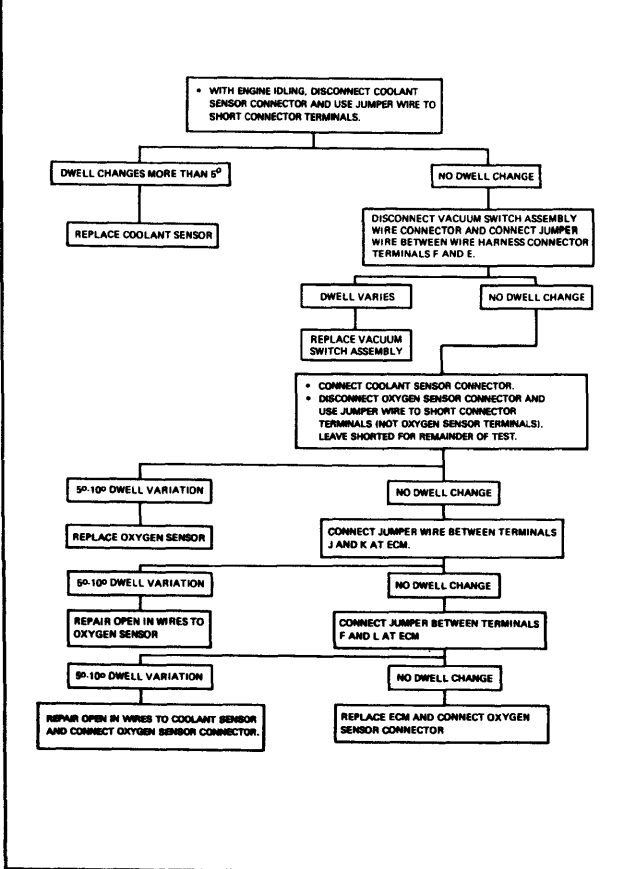 • WITH ENGINE IDLING, DISCONNECT COOLANT
SENSOR CONNECTOR AND USE JUMPER WIRE TO
SHORT CONNECTOR TERMINALS.
DWELL CHANGES MORE THAN 5º
NO DWELL CHANGE
REPLACE COOLANT SENSOR
DISCONNECT VACUUM SWITCH ASSEMBLY
WIRE CONNECTOR AND CONNECT JUMPER
WIRE BETWEEN WIRE HARNESS CONNECTOR
TERMINALS F AND E.
DWELL VARIES
NO DWELL CHANGE
REPLACE VACUUM
SWITCH ASSEMBLY
• CONNECT COOLANT SENSOR CONNECTOR.
• DISCONNECT OXYGEN SENSOR CONNECTOR AND
USE JUMPER WIRE TO SHORT CONNECTOR
TERMINALS (NOT OXYGEN SENSOR TERMINALS).
LEAVE SHORTED FOR REMAINDER OF TEST.
5º-10º DWELL VARIATION
NO DWELL CHANGE
REPLACE OXYGEN SENSOR
CONNECT JUMPER WIRE BETWEEN TERMINALS
J AND K AT ECM.
5º-10º DWELL VARIATION
NO DWELL CHANGE
REPAIR OPEN IN WIRES TO
OXYGEN SENSOR
CONNECT JUMPER BETWEEN TERMINALS
F AND L AT ECM
5º-10º DWELL VARIATION
NO DWELL CHANGE
REPAIR OPEN IN WIRES TO COOLANT SENSOR
AND CONNECT OXYGEN SENSOR CONNECTOR.
REPLACE ECM AND CONNECT OXYGEN
SENSOR CONNECTOR